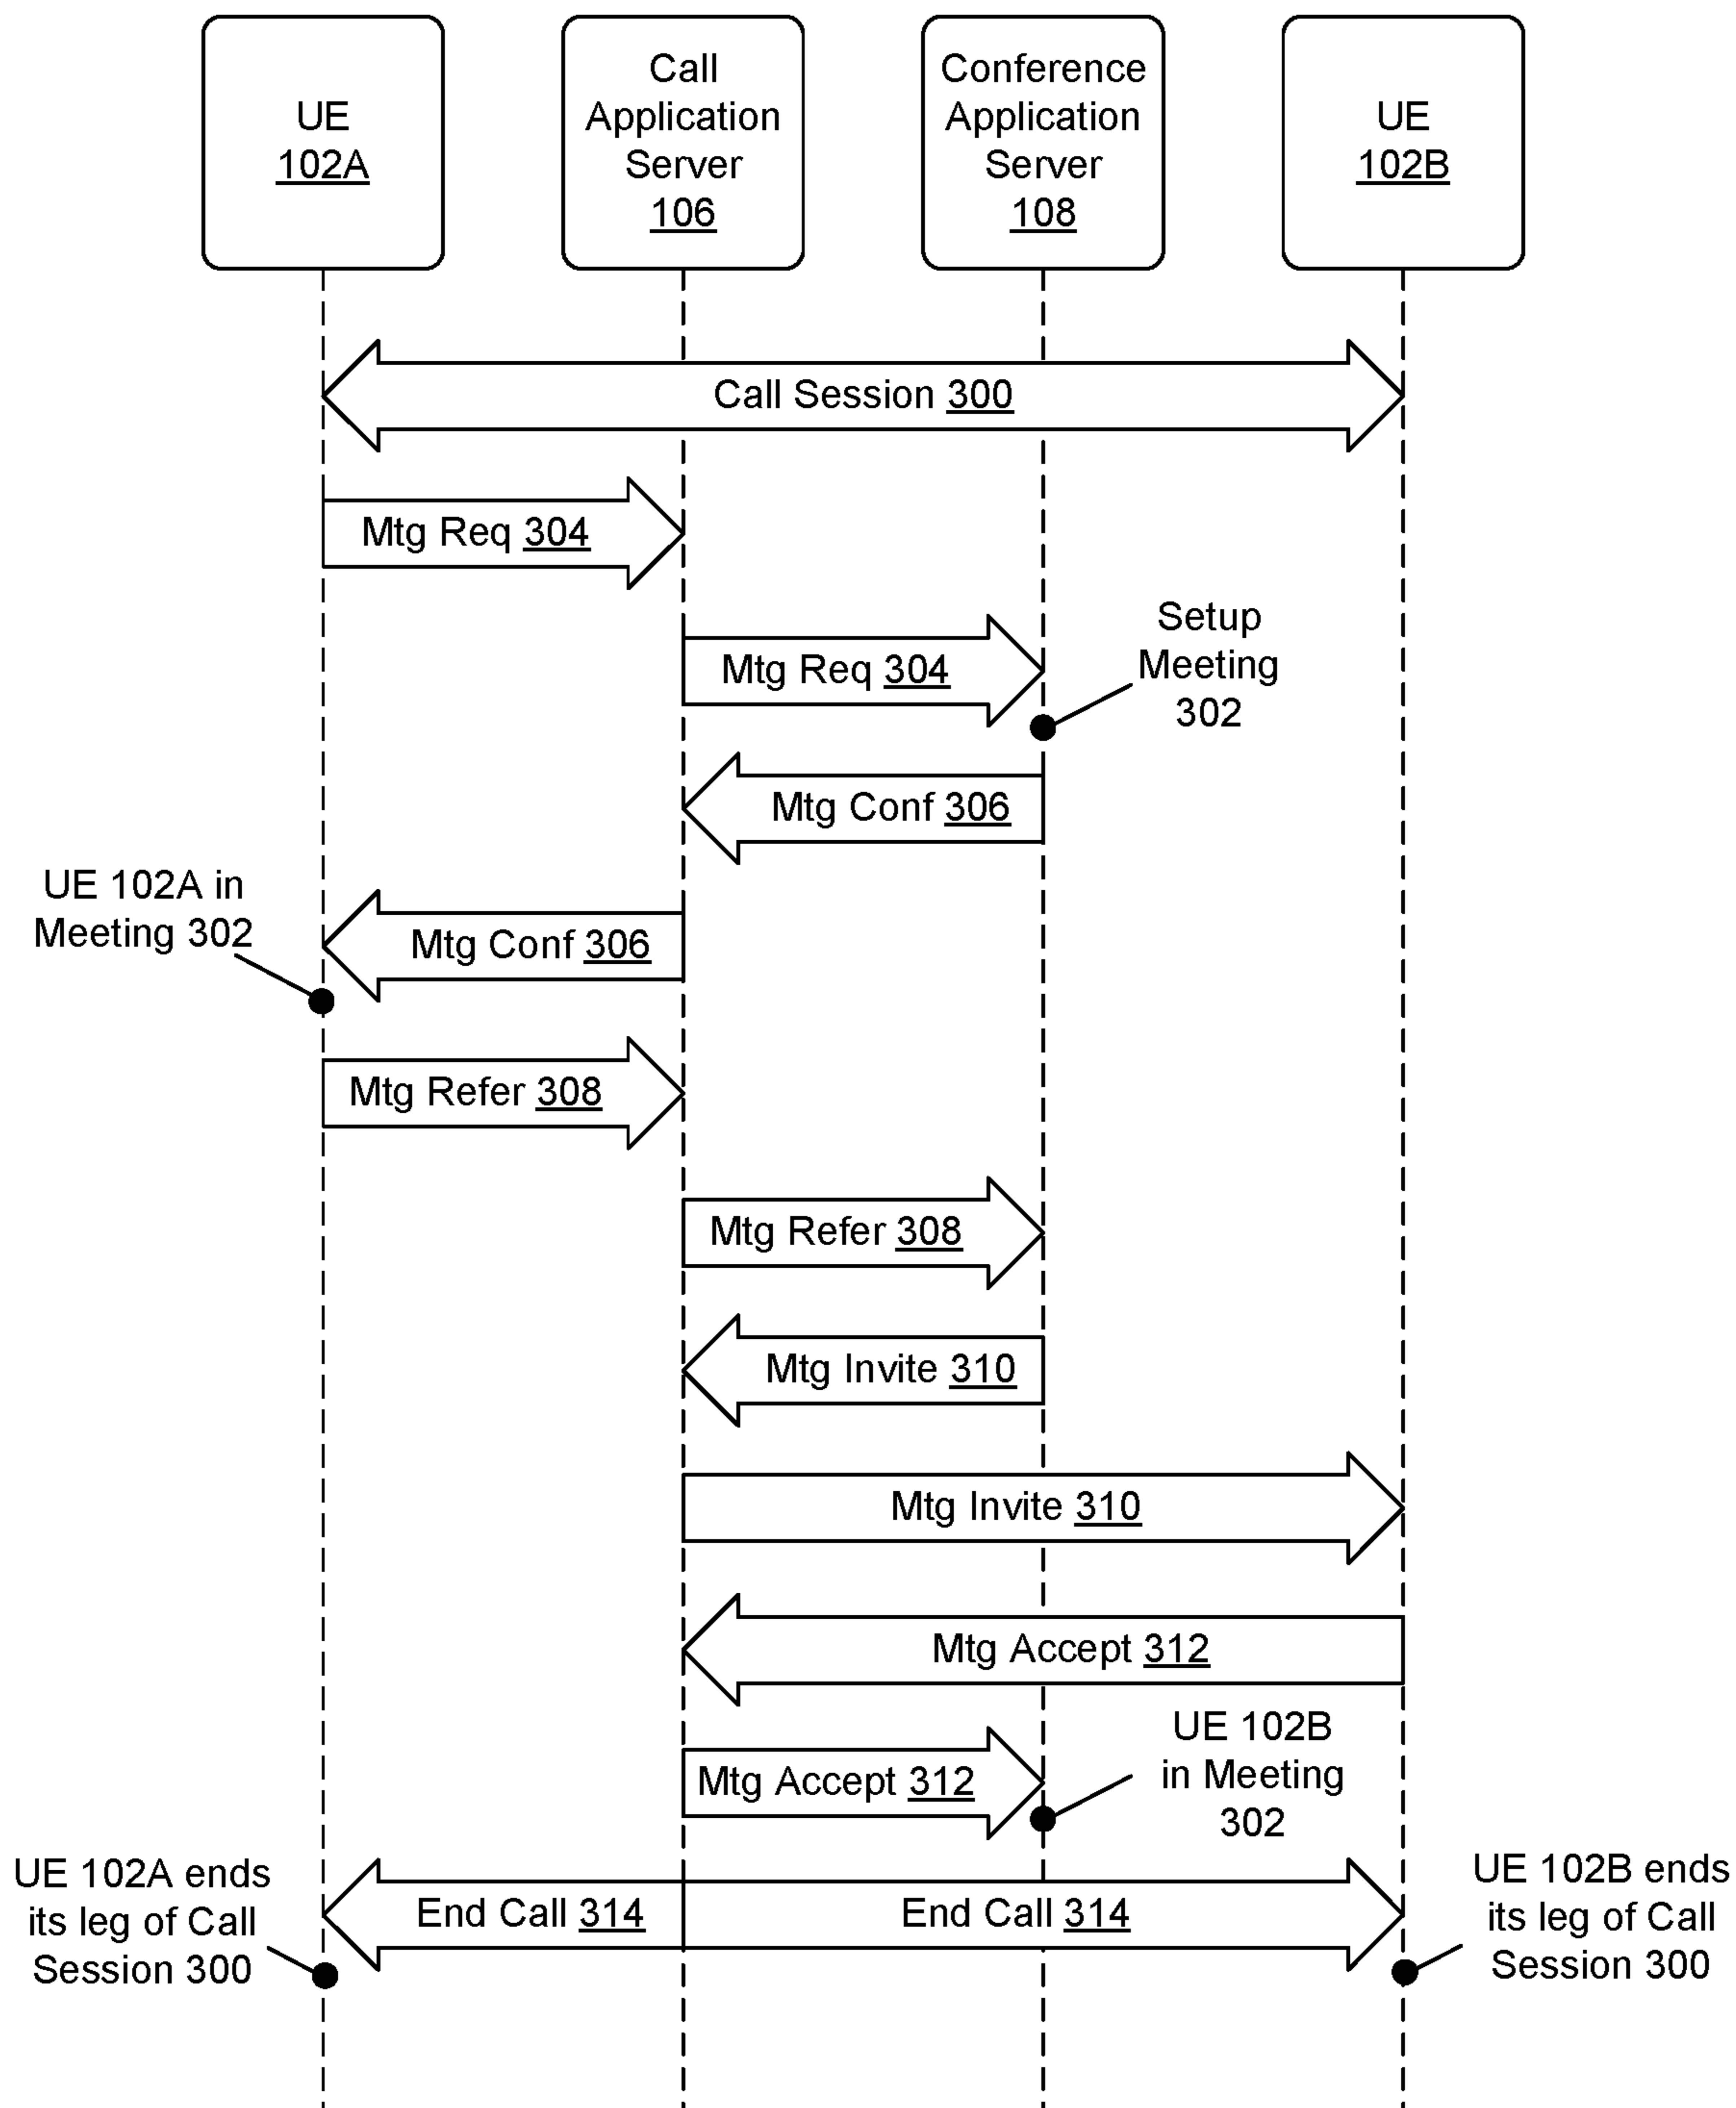 UE
102A
Call
Application
Server
106
Conference
Application
Server
108
UE
102B
Call Session 300
Mtg Req 304
Mtg Req 304
Setup
Meeting
302
Mtg Conf 306
UE 102A in
Meeting 302
Mtg Conf 306
Mtg Refer 308
Mtg Refer 308
Mtg Invite 310
Mtg Invite 310
Mtg Accept 312
Mtg Accept 312
UE 102B
in Meeting
302
UE 102A ends
its leg of Call
Session 300
End Call 314
End Call 314
UE 102B ends
its leg of Call
Session 300